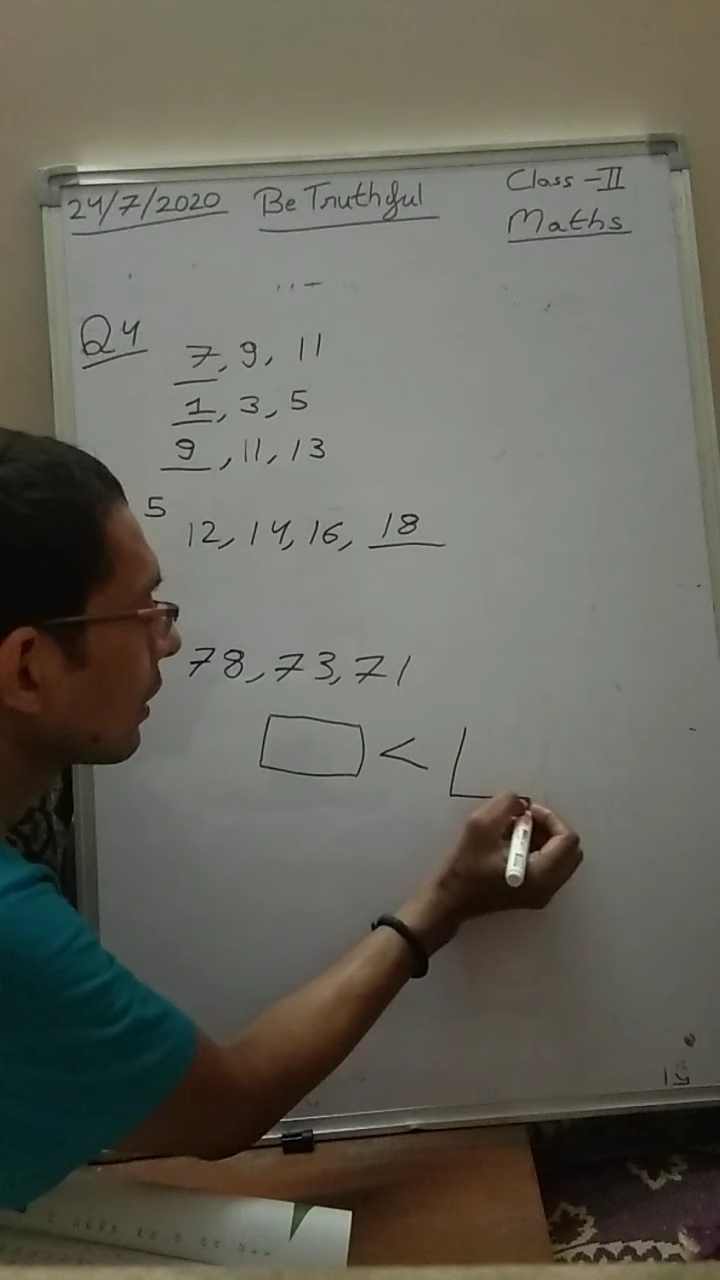 24/7/2020 Be Truthful Class - II
Maths
Q4
7, 9, 11
1, 3, 5
9, 11, 13
5
12, 14, 16, 18
78, 73, 71
<